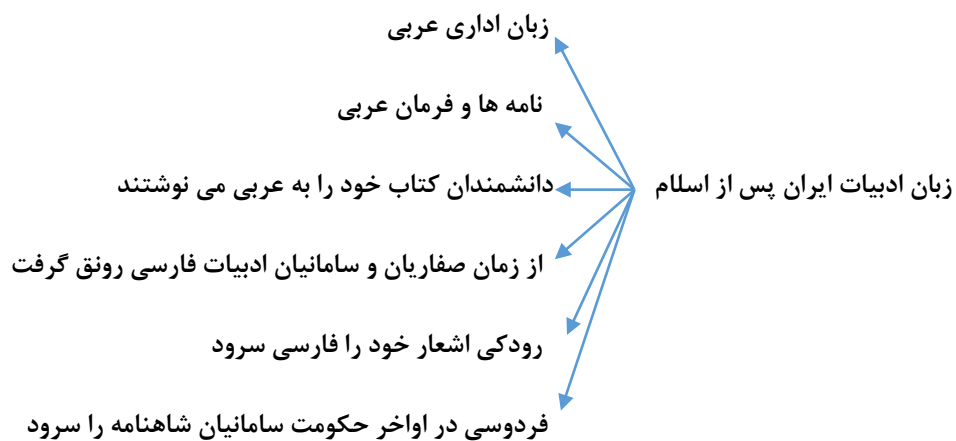 زبان ادبیات ایران پس از اسلام
زبان اداری عربی
نامه ها و فرمان عربی
دانشمندان کتاب خود را به عربی می نوشتند
از زمان صفاریان و سامانیان ادبیات فارسی رونق گرفت
رودکی اشعار خود را فارسی سرود
فردوسی در اواخر حکومت سامانیان شاهنامه را سرود